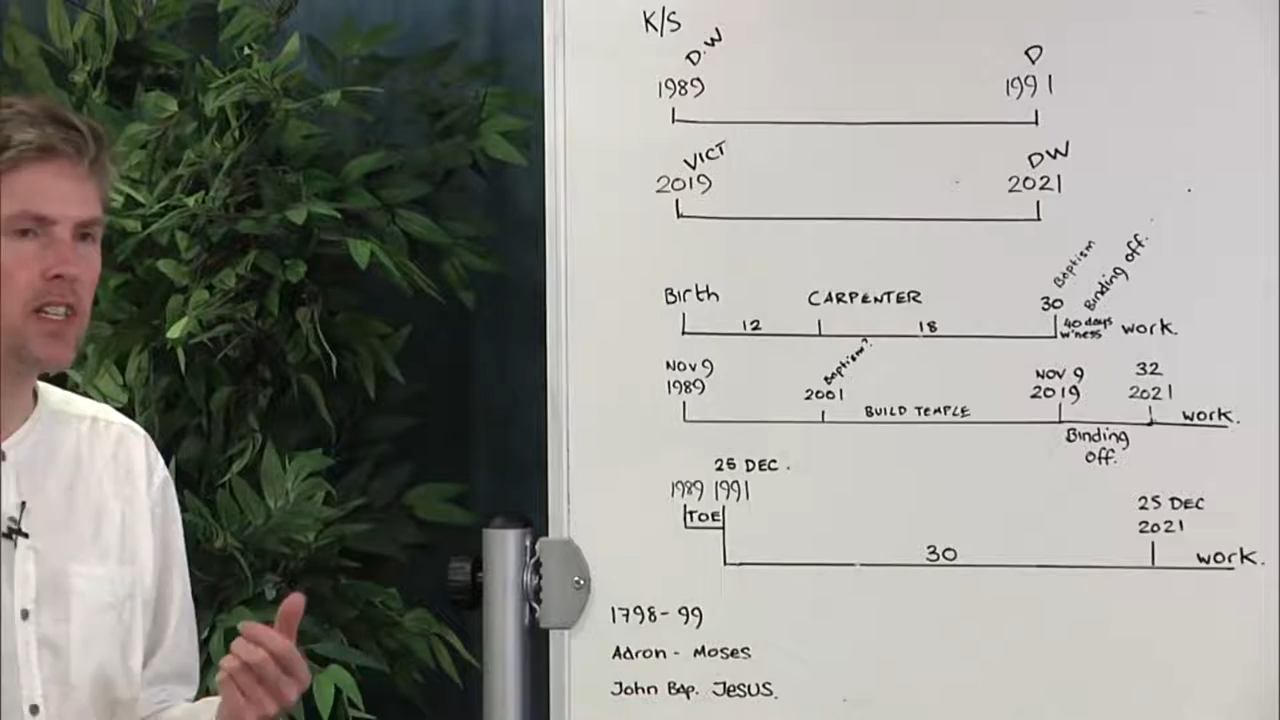 K/S
D.W D
1989 1991
VICT DW
2019 2021
Baptism
Binding off.
Birth CARPENTER 30
12 18 40 days work.
w'ness
Baptism?
NOV 9 NOV 9 32
1989 2001 2019 2021
BUILD TEMPLE work.
Binding
off.
25 DEC.
1989 1991 25 DEC
TOE 2021
30 work.
1798-99
Aaron - Moses
John Bap. JESUS.